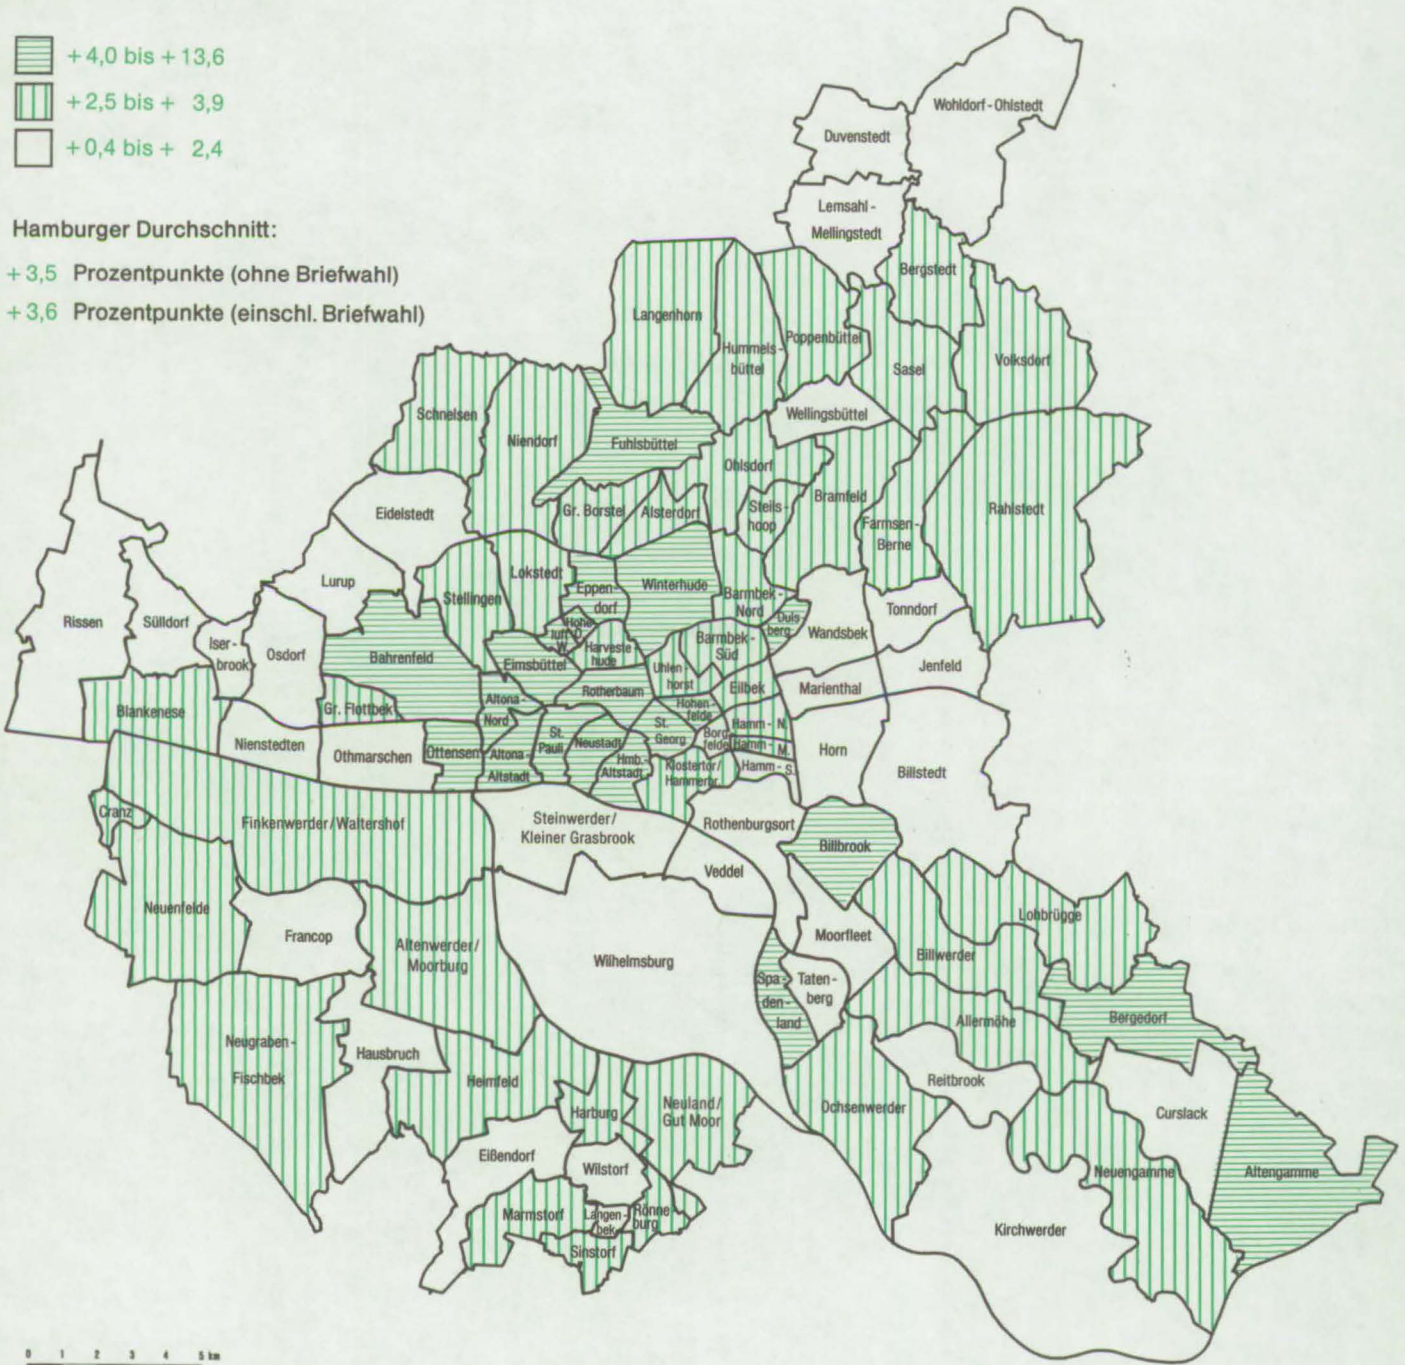 +4,0 bis +13,6
+2,5 bis + 3,9
+0,4 bis + 2,4
Hamburger Durchschnitt:
+3,5 Prozentpunkte (ohne Briefwahl)
+3,6 Prozentpunkte (einschl. Briefwahl)
Wohldorf-Ohlstedt
Duvenstedt
Lemsahl-
Mellingstedt
Bergstedt
Langenhorn
Hummels-
büttel
Poppenbüttel
Sasel
Volksdorf
Schnelsen
Niendorf
Fuhlsbüttel
Wellingsbüttel
Ohlsdorf
Eidelstedt
Gr. Borstel
Alsterdorf
Steils-
hoop
Bramfeld
Farmsen-
Berne
Rahlstedt
Lurup
Stellingen
Lokstedt
Eppen-
dorf
Winterhude
Barmbek-
Nord
Duls-
berg
Wandsbek
Tonndorf
Jenfeld
Rissen
Sülldorf
Iser-
brook
Osdorf
Bahrenfeld
Eimsbüttel
Hohe-
luft-O.
W.
Harveste-
hude
Barmbek-
Süd
Uhlen-
horst
Eilbek
Marienthal
Blankenese
Gr. Flottbek
Altona-
Nord
Rotherbaum
Hohen-
felde
Nienstedten
Othmarschen
Ottensen
Altona-
Altstadt
St.
Pauli
Neustadt
Hmb.-
Altstadt
St.
Georg
Borg-
felde
Hamm- N.
Hamm- M.
Hamm- S.
Klostertor/
Hammerbr.
Horn
Billstedt
Cranz
Finkenwerder/Waltershof
Steinwerder/
Kleiner Grasbrook
Rothenburgsort
Veddel
Billbrook
Neuenfelde
Francop
Altenwerder/
Moorburg
Wilhelmsburg
Moorfleet
Billwerder
Lohbrügge
Spa-
den-
land
Taten-
berg
Allermöhe
Bergedorf
Neugraben-
Fischbek
Hausbruch
Heimfeld
Harburg
Neuland/
Gut Moor
Ochsenwerder
Reitbrook
Curslack
Eißendorf
Wilstorf
Neuengamme
Altengamme
Marmstorf
Langen-
bek
Rönne-
burg
Sinstorf
Kirchwerder
0 1 2 3 4 5 km